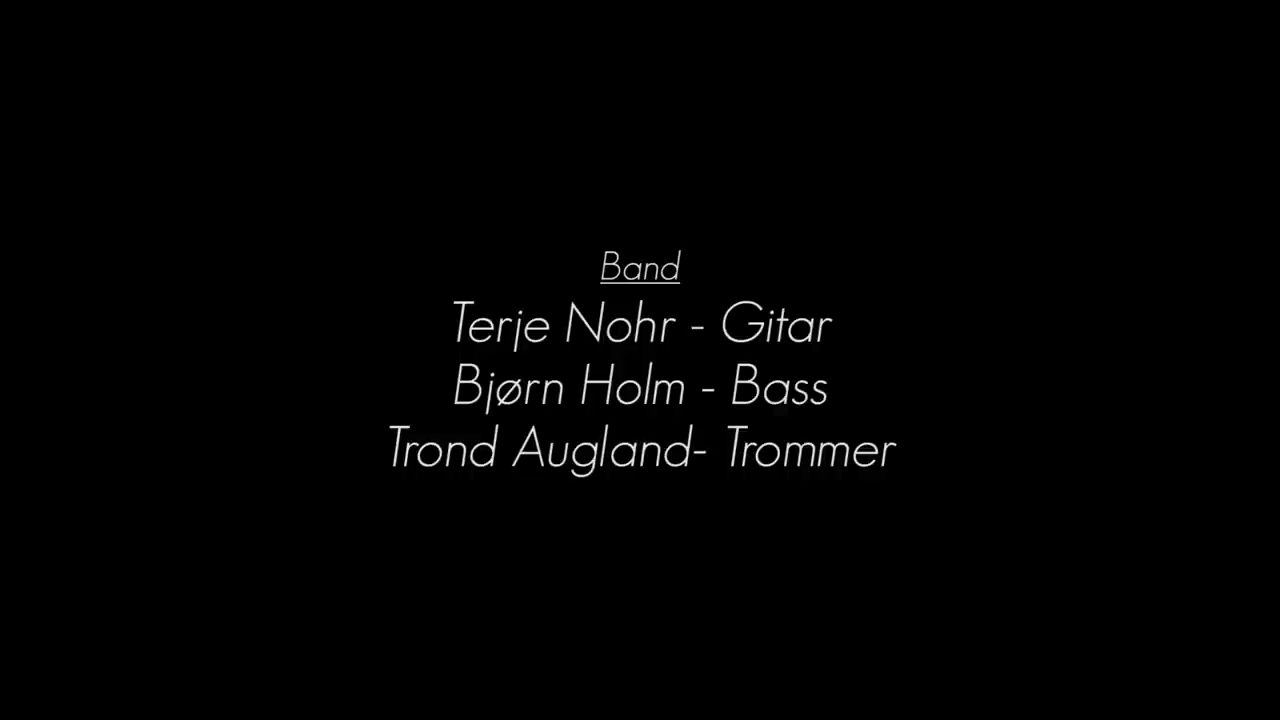 Band
Terje Nohr - Gitar
Bjørn Holm - Bass
Trond Augland- Trommer